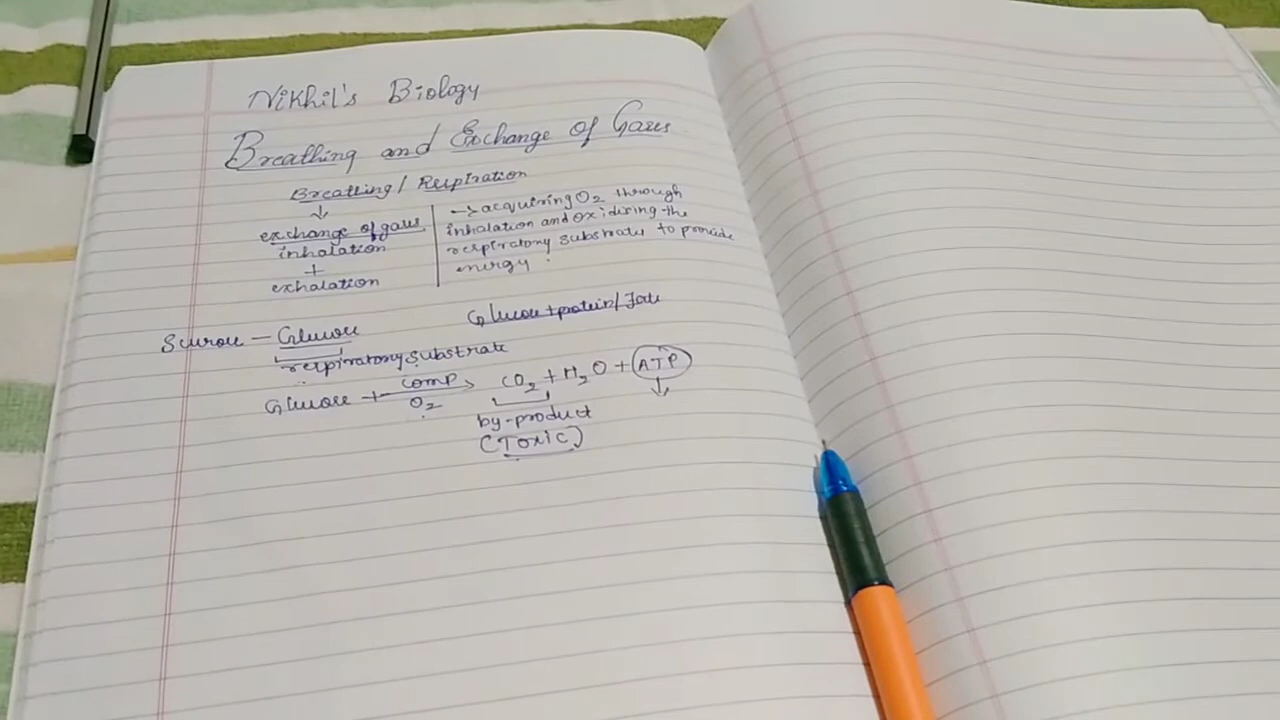 Nikhil's Biology
Breathing and Exchange of Gases
Breathing / Respiration
↓
exchange of gases
inhalation
+
exhalation
→ acquiring O2 through
inhalation and oxidizing the
respiratory substrate to provide
energy.
Glucose + protein / Fats
Glucose
respiratory substrate
Glucose + comp → CO2 + H2O + ATP
O2
↓
by-product
(Toxic)